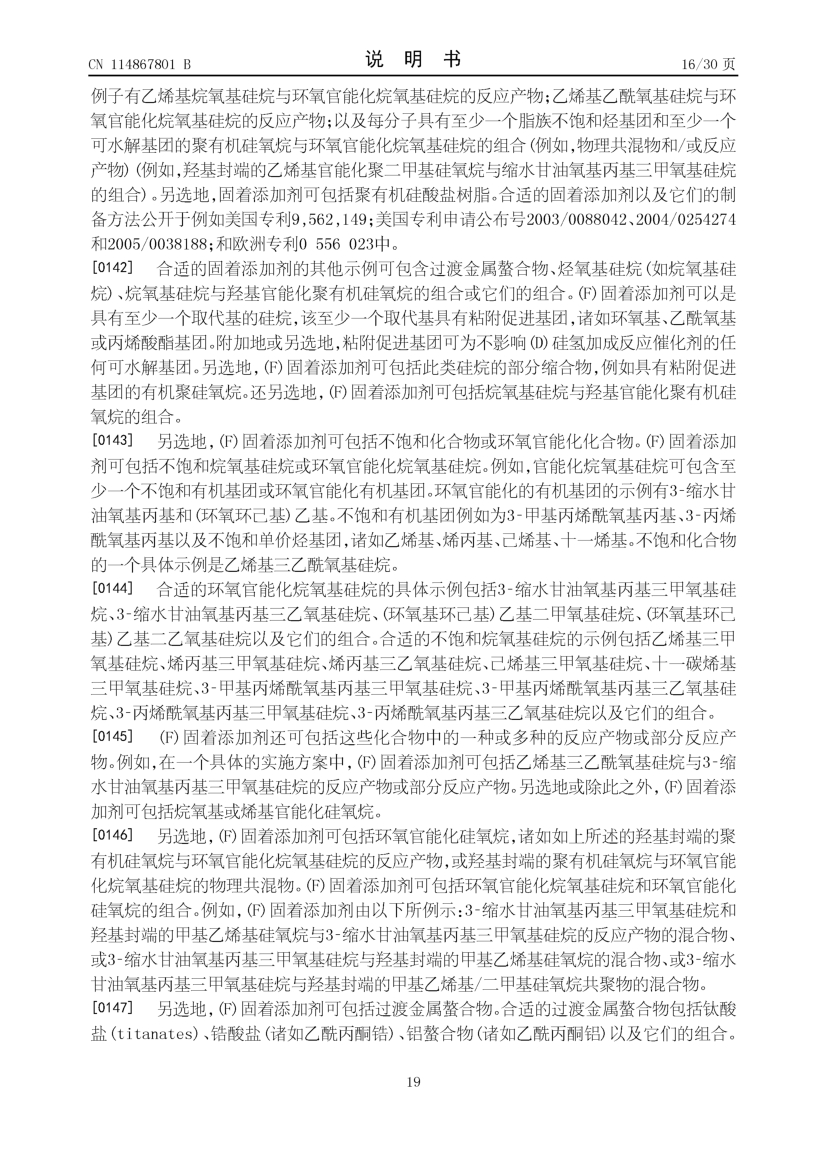 CN 114867801 B
说 明 书
16/30 页
例子有乙烯基烷氧基硅烷与环氧官能化烷氧基硅烷的反应产物;乙烯基乙酰氧基硅烷与环
氧官能化烷氧基硅烷的反应产物;以及每分子具有至少一个脂族不饱和烃基团和至少一个
可水解基团的聚有机硅氧烷与环氧官能化烷氧基硅烷的组合(例如,物理共混物和/或反应
产物)(例如,羟基封端的乙烯基官能化聚二甲基硅氧烷与缩水甘油氧基丙基三甲氧基硅烷
的组合)。另选地,固着添加剂可包括聚有机硅酸盐树脂。合适的固着添加剂以及它们的制
备方法公开于例如美国专利9,562,149;美国专利申请公布号2003/0088042、2004/0254274
和2005/0038188;和欧洲专利0 556 023中。
[0142] 合适的固着添加剂的其他示例可包含过渡金属螯合物、烃氧基硅烷(如烷氧基硅
烷)、烷氧基硅烷与羟基官能化聚有机硅氧烷的组合或它们的组合。(F)固着添加剂可以是
具有至少一个取代基的硅烷,该至少一个取代基具有粘附促进基团,诸如环氧基、乙酰氧基
或丙烯酸酯基团。附加地或另选地,粘附促进基团可为不影响(D)硅氢加成反应催化剂的任
何可水解基团。另选地,(F)固着添加剂可包括此类硅烷的部分缩合物,例如具有粘附促进
基团的有机聚硅氧烷。还另选地,(F)固着添加剂可包括烷氧基硅烷与羟基官能化聚有机硅
氧烷的组合。
[0143] 另选地,(F)固着添加剂可包括不饱和化合物或环氧官能化化合物。(F)固着添加
剂可包括不饱和烷氧基硅烷或环氧官能化烷氧基硅烷。例如,官能化烷氧基硅烷可包含至
少一个不饱和有机基团或环氧官能化有机基团。环氧官能化的有机基团的示例有3-缩水甘
油氧基丙基和(环氧环己基)乙基。不饱和有机基团例如为3-甲基丙烯酰氧基丙基、3-丙烯
酰氧基丙基以及不饱和单价烃基团,诸如乙烯基、烯丙基、己烯基、十一烯基。不饱和化合物
的一个具体示例是乙烯基三乙酰氧基硅烷。
[0144] 合适的环氧官能化烷氧基硅烷的具体示例包括3-缩水甘油氧基丙基三甲氧基硅
烷、3-缩水甘油氧基丙基三乙氧基硅烷、(环氧基环己基)乙基二甲氧基硅烷、(环氧基环己
基)乙基二乙氧基硅烷以及它们的组合。合适的不饱和烷氧基硅烷的示例包括乙烯基三甲
氧基硅烷、烯丙基三甲氧基硅烷、烯丙基三乙氧基硅烷、己烯基三甲氧基硅烷、十一碳烯基
三甲氧基硅烷、3-甲基丙烯酰氧基丙基三甲氧基硅烷、3-甲基丙烯酰氧基丙基三乙氧基硅
烷、3-丙烯酰氧基丙基三甲氧基硅烷、3-丙烯酰氧基丙基三乙氧基硅烷以及它们的组合。
[0145] (F)固着添加剂还可包括这些化合物中的一种或多种的反应产物或部分反应产
物。例如,在一个具体的实施方案中,(F)固着添加剂可包括乙烯基三乙酰氧基硅烷与3-缩
水甘油氧基丙基三甲氧基硅烷的反应产物或部分反应产物。另选地或除此之外,(F)固着添
加剂可包括烷氧基或烯基官能化硅氧烷。
[0146] 另选地,(F)固着添加剂可包括环氧官能化硅氧烷,诸如如上所述的羟基封端的聚
有机硅氧烷与环氧官能化烷氧基硅烷的反应产物,或羟基封端的聚有机硅氧烷与环氧官能
化烷氧基硅烷的物理共混物。(F)固着添加剂可包括环氧官能化烷氧基硅烷和环氧官能化
硅氧烷的组合。例如,(F)固着添加剂由以下所例示:3-缩水甘油氧基丙基三甲氧基硅烷和
羟基封端的甲基乙烯基硅氧烷与3-缩水甘油氧基丙基三甲氧基硅烷的反应产物的混合物、
或3-缩水甘油氧基丙基三甲氧基硅烷与羟基封端的甲基乙烯基硅氧烷的混合物、或3-缩水
甘油氧基丙基三甲氧基硅烷与羟基封端的甲基乙烯基/二甲基硅氧烷共聚物的混合物。
[0147] 另选地,(F)固着添加剂可包括过渡金属螯合物。合适的过渡金属螯合物包括钛酸
盐(titanates)、锆酸盐(诸如乙酰丙酮锆)、铝螯合物(诸如乙酰丙酮铝)以及它们的组合。
19